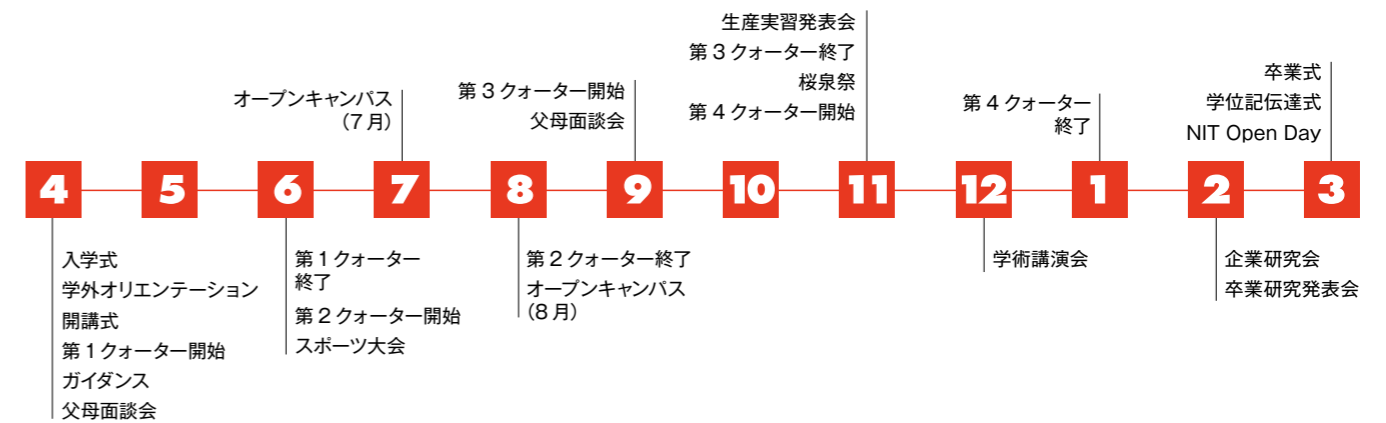 生産実習発表会
第3クォーター終了
桜泉祭
第4クォーター開始
オープンキャンパス
(7月)
第3クォーター開始
父母面談会
第4クォーター
終了
卒業式
学位記伝達式
NIT Open Day
4 5 6 7 8 9 10 11 12 1 2 3
入学式
学外オリエンテーション
開講式
第1クォーター開始
ガイダンス
父母面談会
第1クォーター
終了
第2クォーター開始
スポーツ大会
第2クォーター終了
オープンキャンパス
(8月)
学術講演会
企業研究会
卒業研究発表会